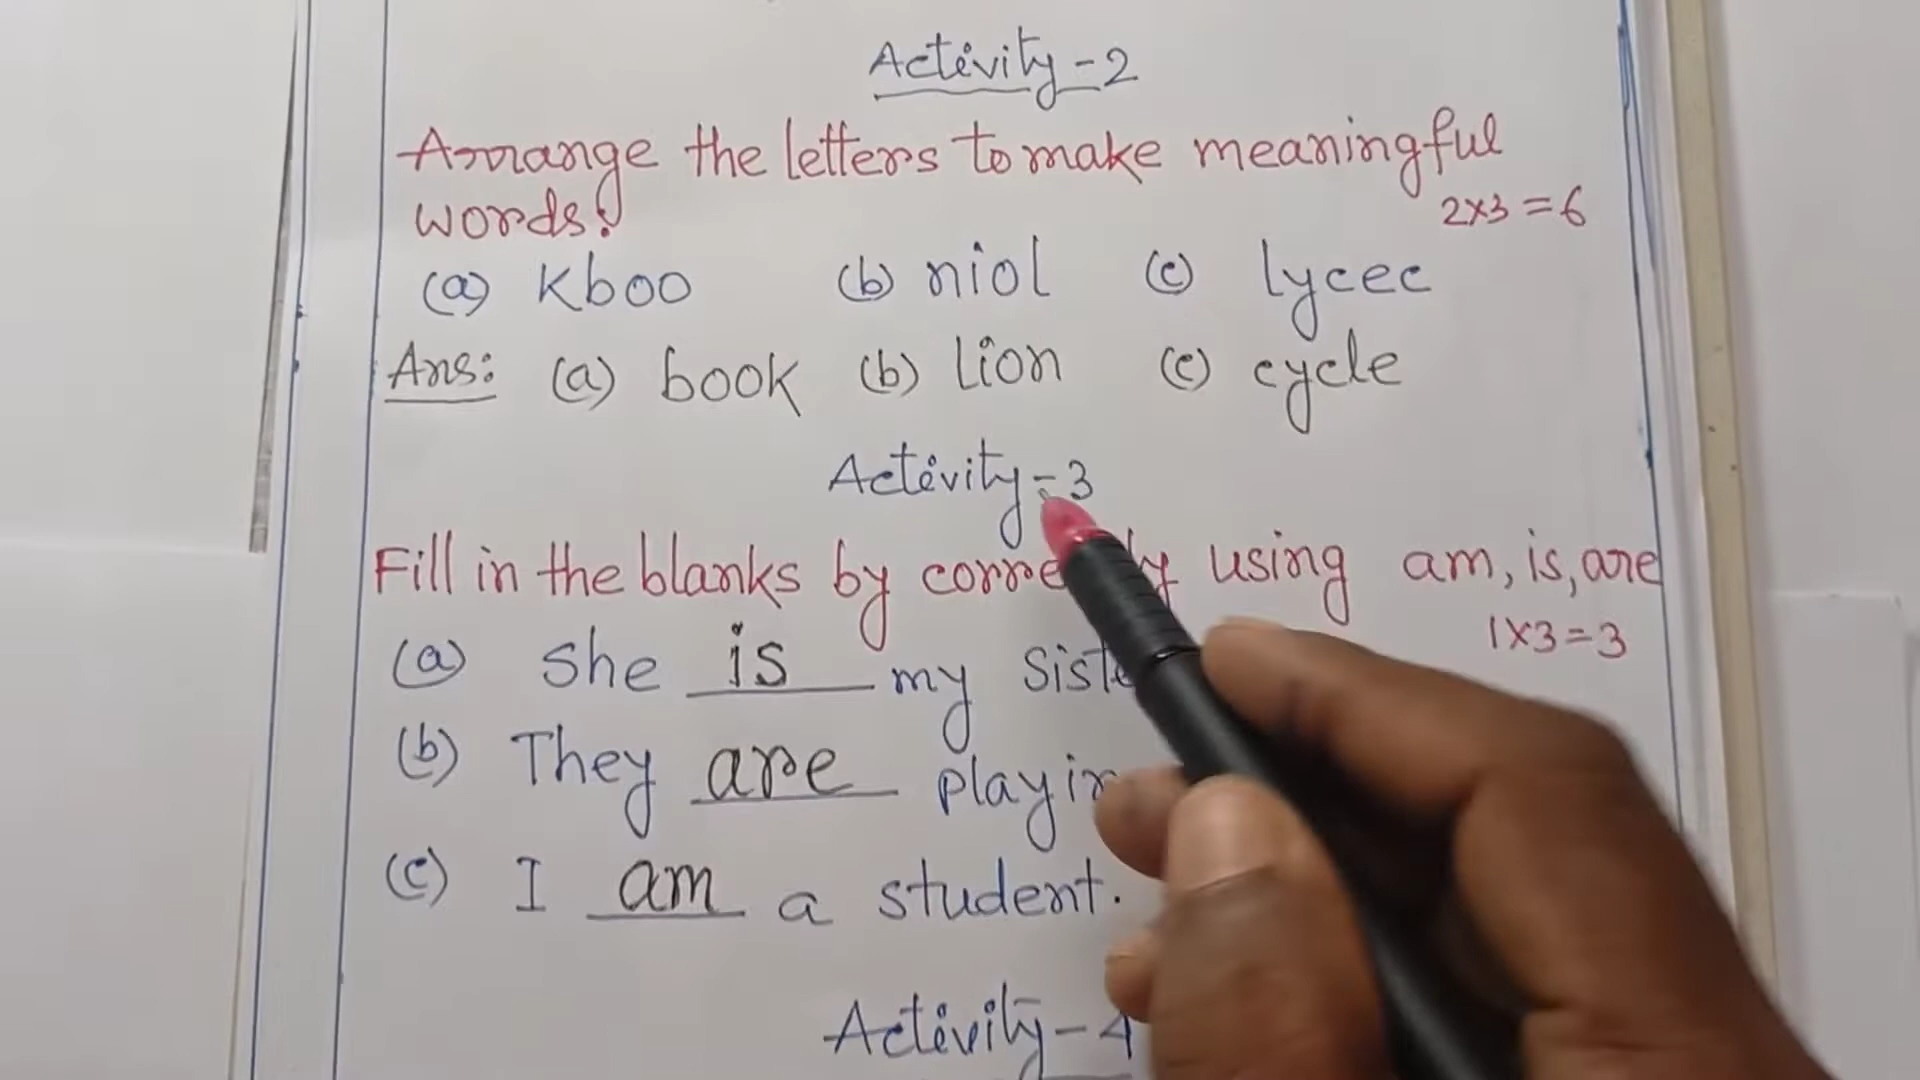 Activity-2
Arrange the letters to make meaningful
words:
2x3=6
(a) Kboo (b) niol (c) lycec
Ans: (a) book (b) Lion (c) cycle
Activity-3
Fill in the blanks by using am, is, are
1x3=3
(a) She is my
(b) They are
(c) I am a student.
Activity-4